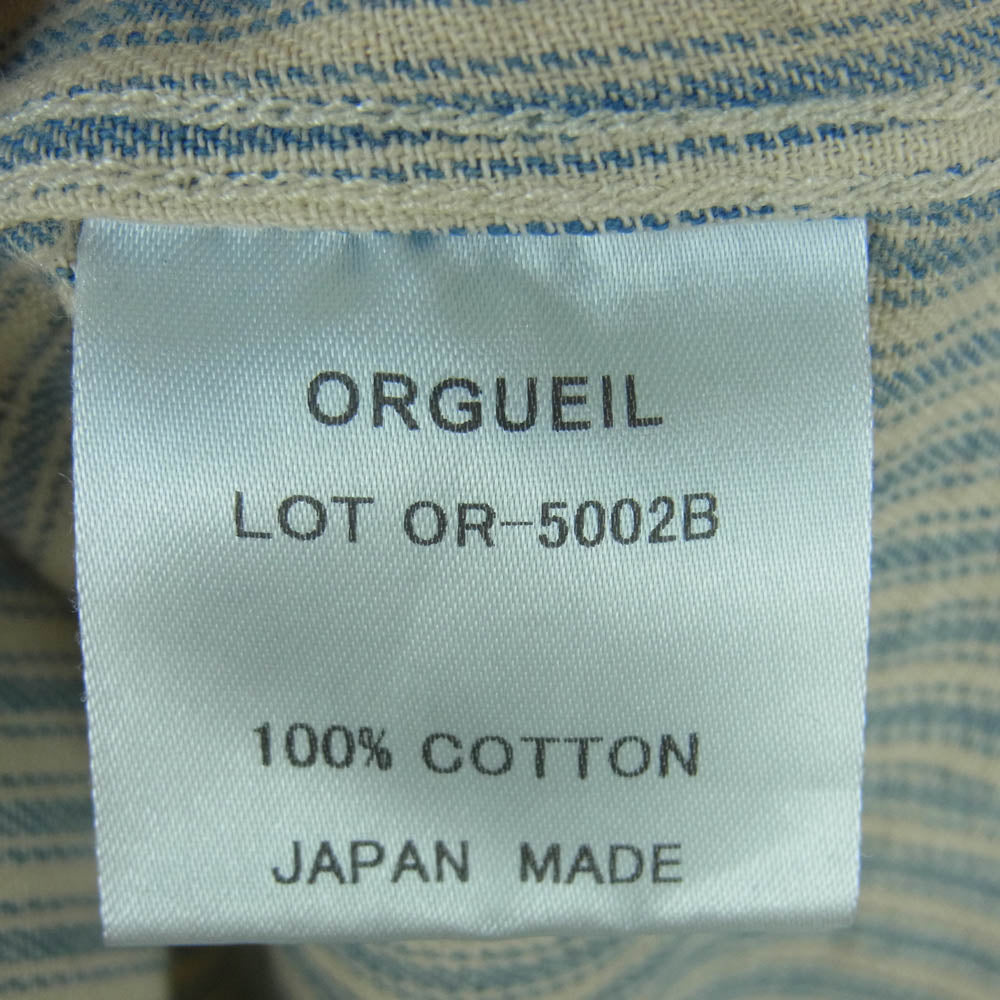 ORGUEIL
LOT OR-5002B
100% COTTON
JAPAN MADE